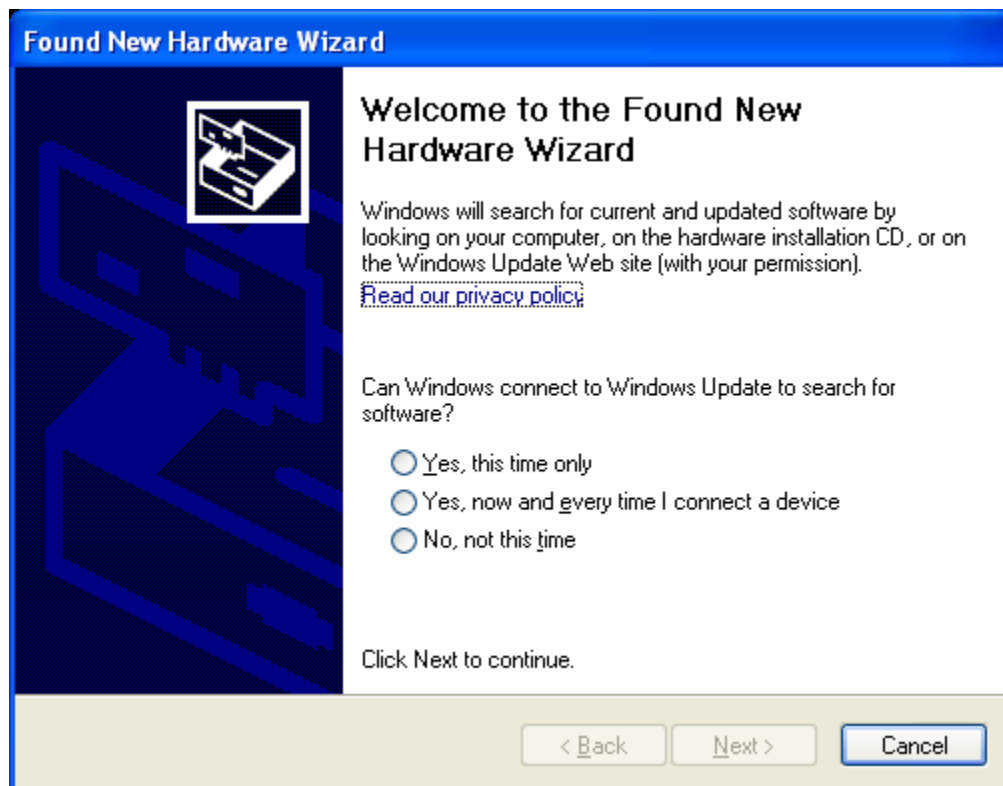 Found New Hardware Wizard
Welcome to the Found New
Hardware Wizard
Windows will search for current and updated software by
looking on your computer, on the hardware installation CD, or on
the Windows Update Web site (with your permission).
Read our privacy policy
Can Windows connect to Windows Update to search for
software?
Yes, this time only
Yes, now and every time I connect a device
No, not this time
Click Next to continue.
< Back
Next >
Cancel